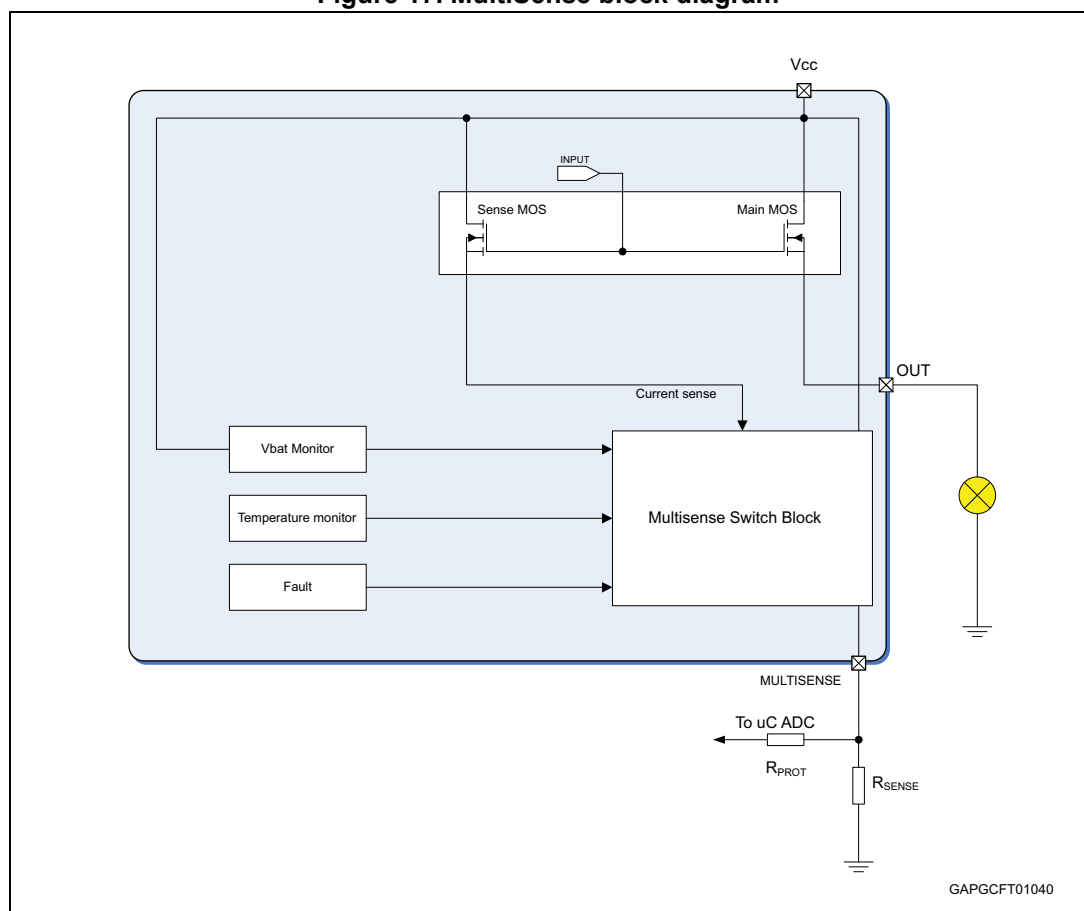 Figure 17. MultiSense block diagram
Vcc
INPUT
Sense MOS
Main MOS
OUT
Current sense
Vbat Monitor
Temperature monitor
Multisense Switch Block
Fault
MULTISENSE
To uC ADC
RPROT
RSENSE
GAPGCFT01040